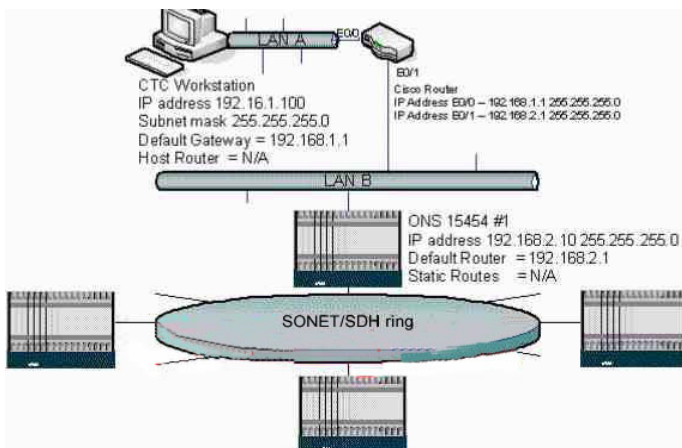 LAN A
E0/0
E0/1
Cisco Router
IP Address E0/0 – 192.168.1.1 255.255.255.0
IP Address E0/1 – 192.168.2.1 255.255.255.0
CTC Workstation
IP address 192.16.1.100
Subnet mask 255.255.255.0
Default Gateway = 192.168.1.1
Host Router = N/A
LAN B
ONS 15454 #1
IP address 192.168.2.10 255.255.255.0
Default Router = 192.168.2.1
Static Routes = N/A
SONET/SDH ring